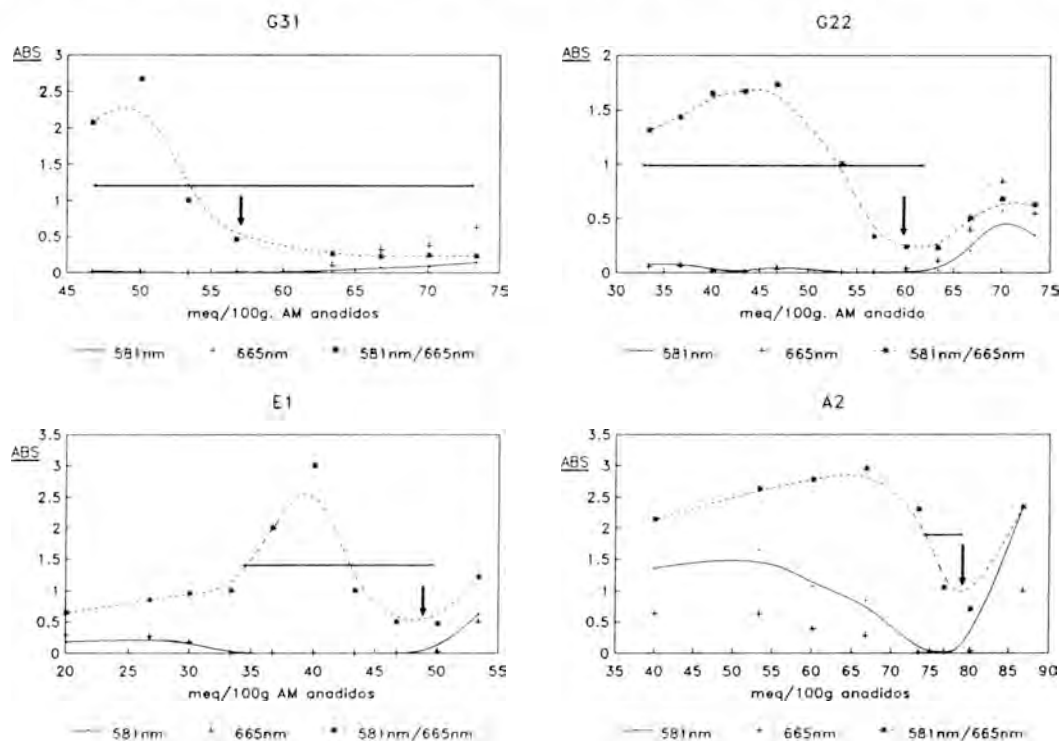 G31
ABS
3
2.5
2
1.5
1
0.5
0
45 50 55 60 65 70 75
meq/100g. AM anadidos
581nm 665nm 581nm/665nm
G22
ABS
2
1.5
1
0.5
0
30 35 40 45 50 55 60 65 70 75
meq/100g. AM anadido
581nm 665nm 581nm/665nm
E1
ABS
3.5
3
2.5
2
1.5
1
0.5
0
20 25 30 35 40 45 50 55
meq/100g AM anadidos
581nm 665nm 581nm/665nm
A2
ABS
3.5
3
2.5
2
1.5
1
0.5
0
35 40 45 50 55 60 65 70 75 80 85 90
meq/100g anadidos
581nm 665nm 581nm/665nm